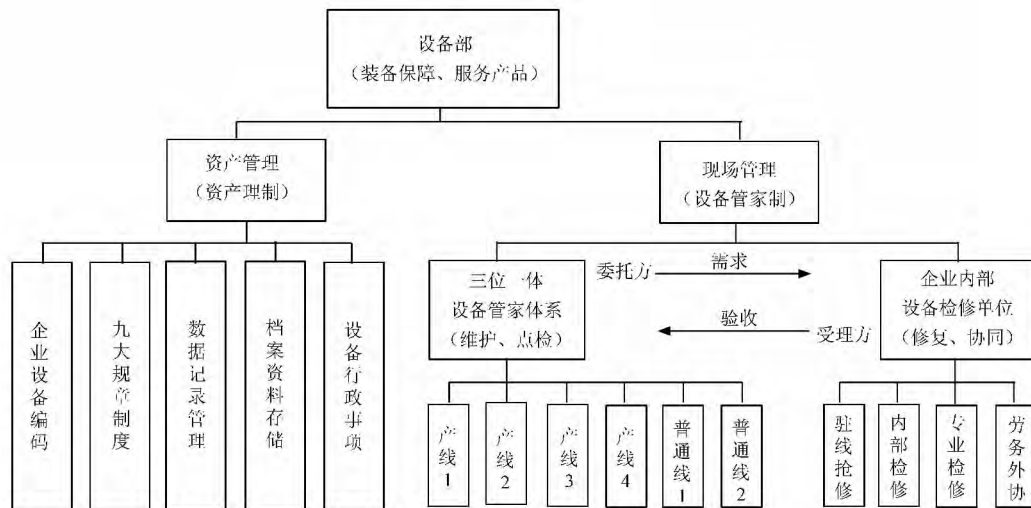 设备部
（装备保障、服务产品）
资产管理
（资产理制）
现场管理
（设备管家制）
企业设备编码
九大规章制度
数据记录管理
档案资料存储
设备行政事项
三位一体
设备管家体系
（维护、点检）
委托方
需求
验收
受理方
企业内部
设备检修单位
（修复、协同）
产线1
产线2
产线3
产线4
普通线1
普通线2
驻线抢修
内部检修
专业检修
劳务外协